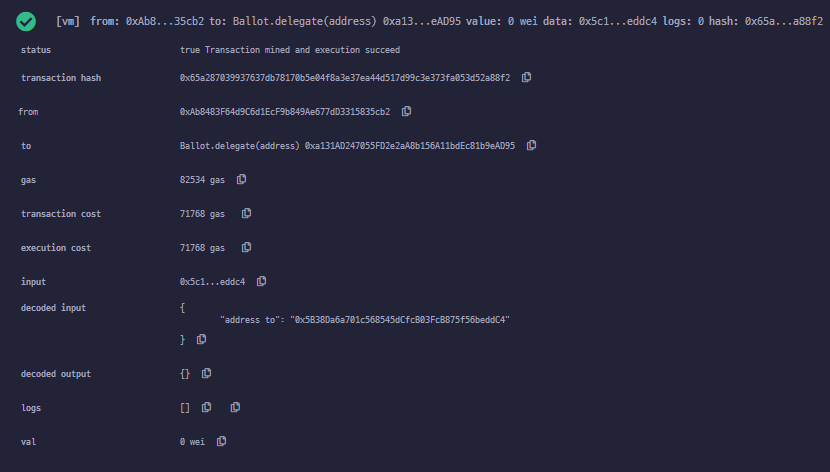 [vm] from: 0xAb8...35cb2 to: Ballot.delegate(address) 0xa13...eAD95 value: 0 wei data: 0x5c1...eddc4 logs: 0 hash: 0x65a...a88f2
status true Transaction mined and execution succeed
transaction hash 0x65a287039937637db78170b5e04f8a3e37ea44d517d99c3e373fa053d52a88f2
from 0xAb8483F64d9C6d1EcF9b849Ae677dD3315835cb2
to Ballot.delegate(address) 0xa131AD247055FD2e2aA8b156A11bdEc81b9eAD95
gas 82534 gas
transaction cost 71768 gas
execution cost 71768 gas
input 0x5c1...eddc4
decoded input {
"address to": "0x5B38Da6a701c568545dCfcB03FcB875f56beddC4"
}
decoded output {}
logs []
val 0 wei